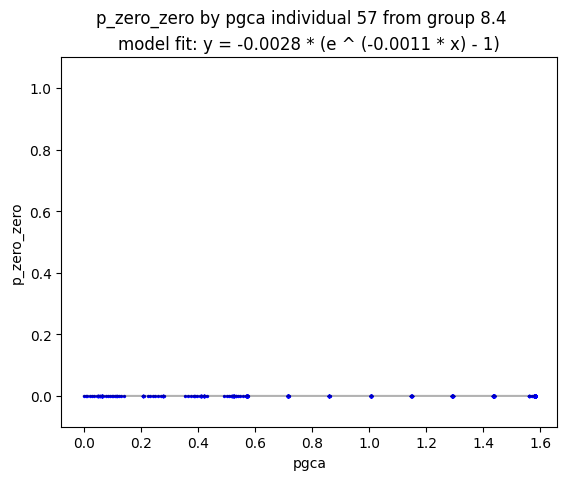 p_zero_zero by pgca individual 57 from group 8.4
model fit: y = -0.0028 * (e ^ (-0.0011 * x) - 1)
1.0
0.8
0.6
0.4
0.2
0.0
p_zero_zero
0.0 0.2 0.4 0.6 0.8 1.0 1.2 1.4 1.6
pgca